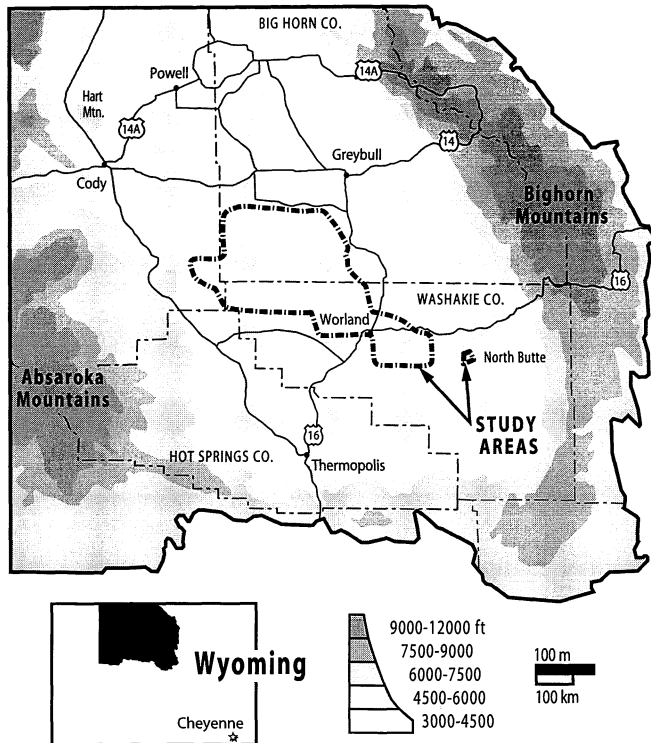 BIG HORN CO.
14A
Powell
Hart
Mtn.
14A
14
Greybull
Cody
Bighorn
Mountains
16
WASHAKIE CO.
Worland
North Butte
Absaroka
Mountains
STUDY
AREAS
16
HOT SPRINGS CO.
Thermopolis
Wyoming
Cheyenne
9000-12000 ft
7500-9000
6000-7500
4500-6000
3000-4500
100 m
100 km